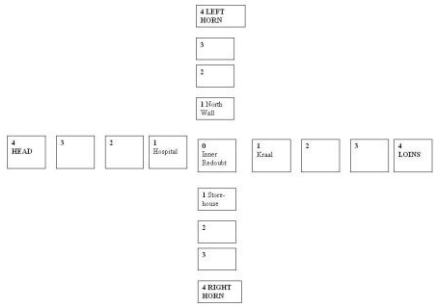 4 LEFT
HORN
3
2
1 North
Wall
4
HEAD
3
2
1
Hospital
0
Inner
Redoubt
1
Kraal
2
3
4
LOINS
1 Store-
house
2
3
4 RIGHT
HORN